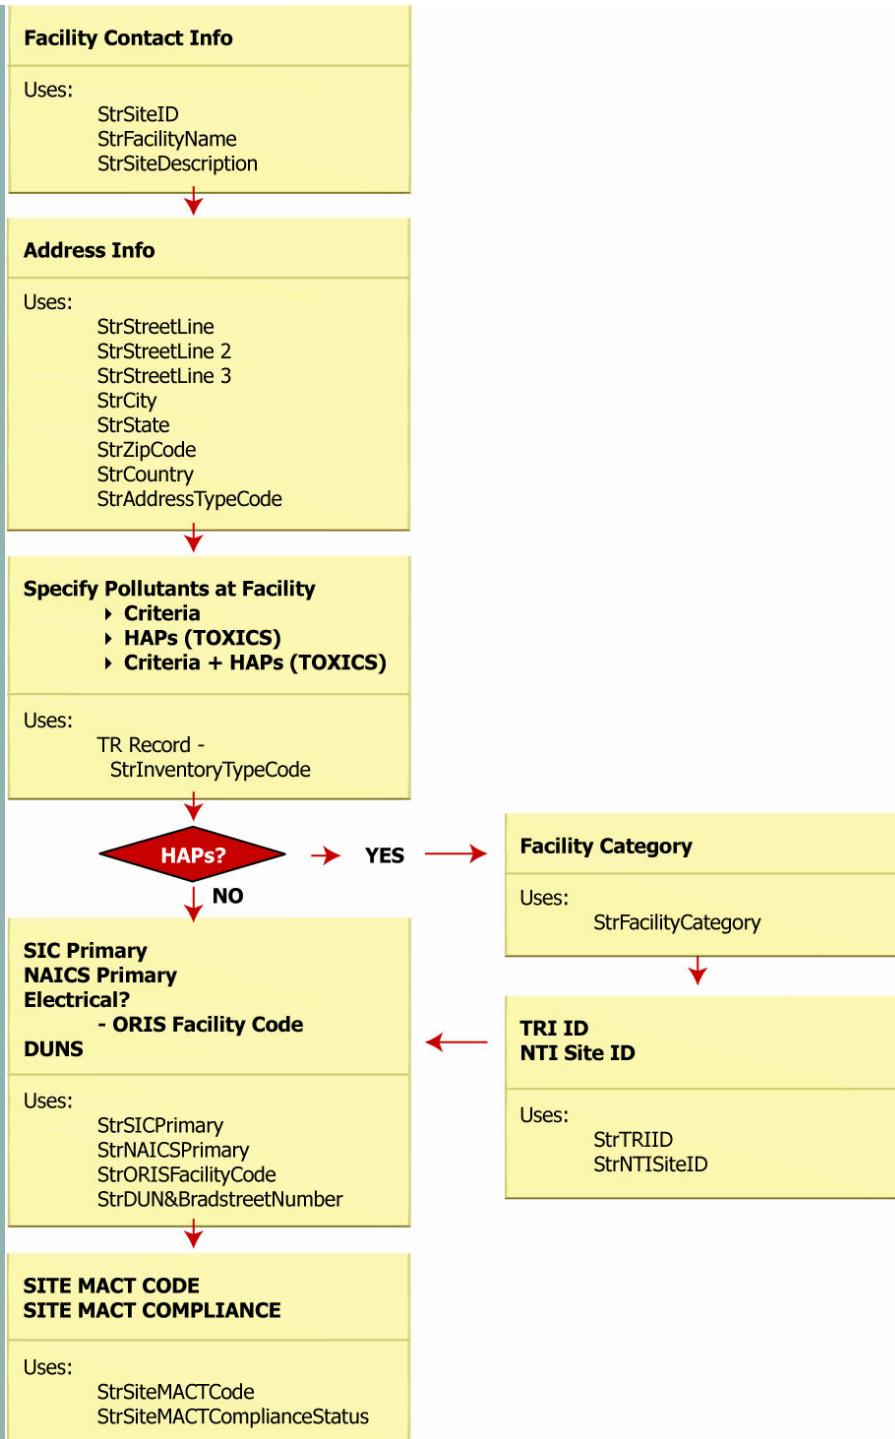 Facility Contact Info
Uses:
StrSiteID
StrFacilityName
StrSiteDescription
Address Info
Uses:
StrStreetLine
StrStreetLine 2
StrStreetLine 3
StrCity
StrState
StrZipCode
StrCountry
StrAddressTypeCode
Specify Pollutants at Facility
Criteria
HAPs (TOXICS)
Criteria + HAPs (TOXICS)
Uses:
TR Record -
StrInventoryTypeCode
HAPs?
YES
NO
Facility Category
Uses:
StrFacilityCategory
TRI ID
NTI Site ID
Uses:
StrTRIID
StrNTISiteID
SIC Primary
NAICS Primary
Electrical?
- ORIS Facility Code
DUNS
Uses:
StrSICPrimary
StrNAICSPrimary
StrORISFacilityCode
StrDUN&BradstreetNumber
SITE MACT CODE
SITE MACT COMPLIANCE
Uses:
StrSiteMACTCode
StrSiteMACTComplianceStatus